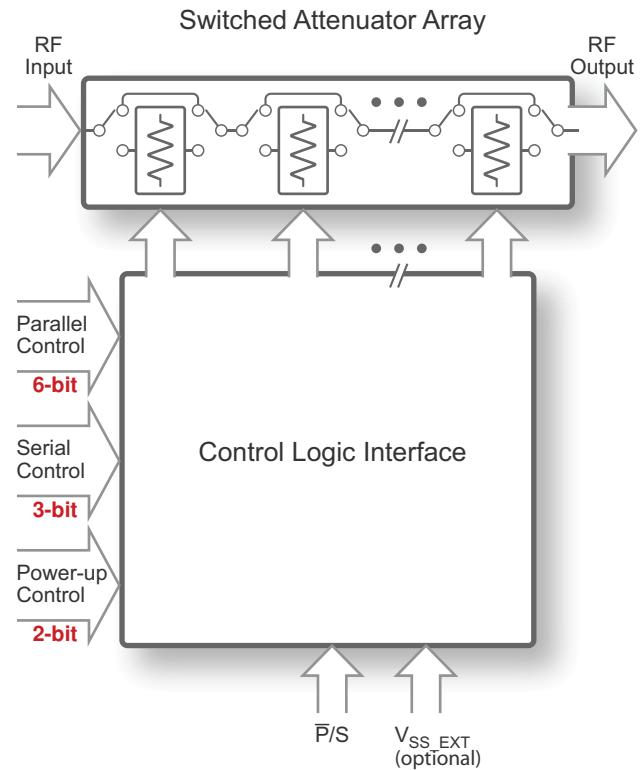 Switched Attenuator Array
RF
Input
RF
Output
Parallel
Control
6-bit
Serial
Control
3-bit
Power-up
Control
2-bit
Control Logic Interface
P̅/S
V_SS_EXT
(optional)